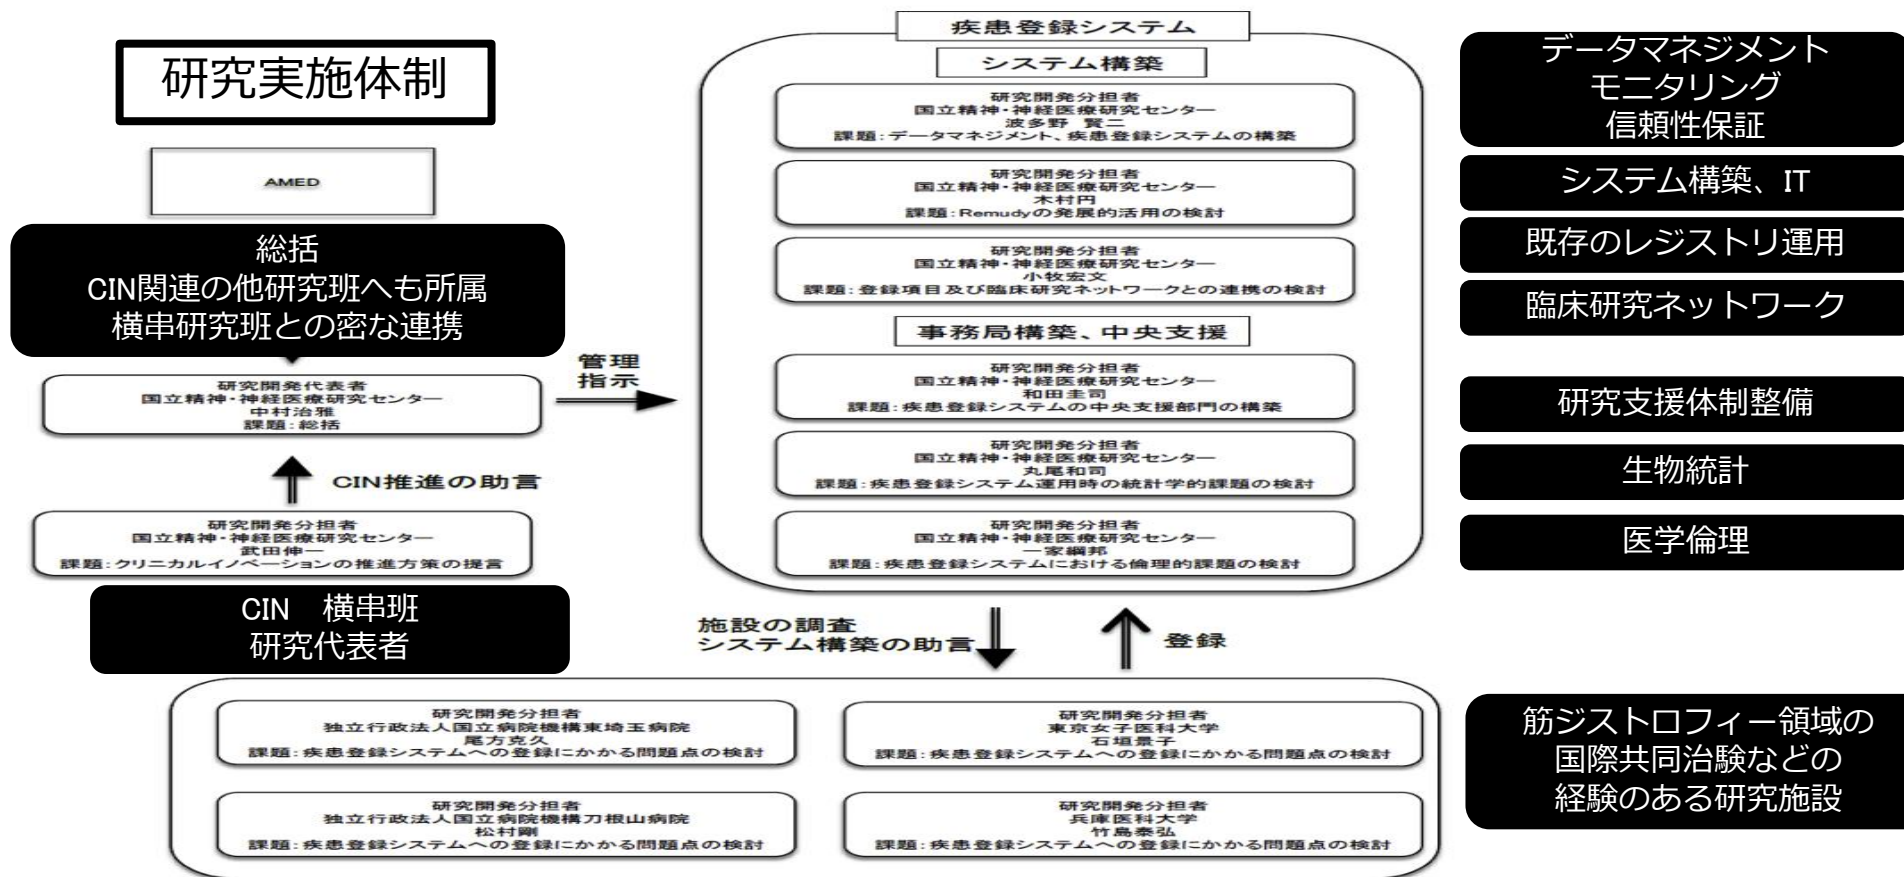 研究実施体制
AMED
総括
CIN関連の他研究班へも所属
横串研究班との密な連携
研究開発代表者
国立精神・神経医療研究センター
中村治雅
課題:総括
CIN推進の助言
研究開発分担者
国立精神・神経医療研究センター
武田伸一
課題:クリニカルイノベーションの推進方策の提言
CIN 横串班
研究代表者
管理
指示
疾患登録システム
システム構築
研究開発分担者
国立精神・神経医療研究センター
波多野 賢二
課題:データマネジメント、疾患登録システムの構築
研究開発分担者
国立精神・神経医療研究センター
木村円
課題:Remudyの発展的活用の検討
研究開発分担者
国立精神・神経医療研究センター
小牧宏文
課題:登録項目及び臨床研究ネットワークとの連携の検討
事務局構築、中央支援
研究開発分担者
国立精神・神経医療研究センター
和田圭司
課題:疾患登録システムの中央支援部門の構築
研究開発分担者
国立精神・神経医療研究センター
丸尾和司
課題:疾患登録システム運用時の統計学的課題の検討
研究開発分担者
国立精神・神経医療研究センター
一家綱邦
課題:疾患登録システムにおける倫理的課題の検討
データマネジメント
モニタリング
信頼性保証
システム構築、IT
既存のレジストリ運用
臨床研究ネットワーク
研究支援体制整備
生物統計
医学倫理
施設の調査
システム構築の助言
登録
研究開発分担者
独立行政法人国立病院機構東埼玉病院
尾方克久
課題:疾患登録システムへの登録にかかる問題点の検討
研究開発分担者
東京女子医科大学
石垣景子
課題:疾患登録システムへの登録にかかる問題点の検討
研究開発分担者
独立行政法人国立病院機構刀根山病院
松村剛
課題:疾患登録システムへの登録にかかる問題点の検討
研究開発分担者
兵庫医科大学
竹島泰弘
課題:疾患登録システムへの登録にかかる問題点の検討
筋ジストロフィー領域の
国際共同治験などの
経験のある研究施設